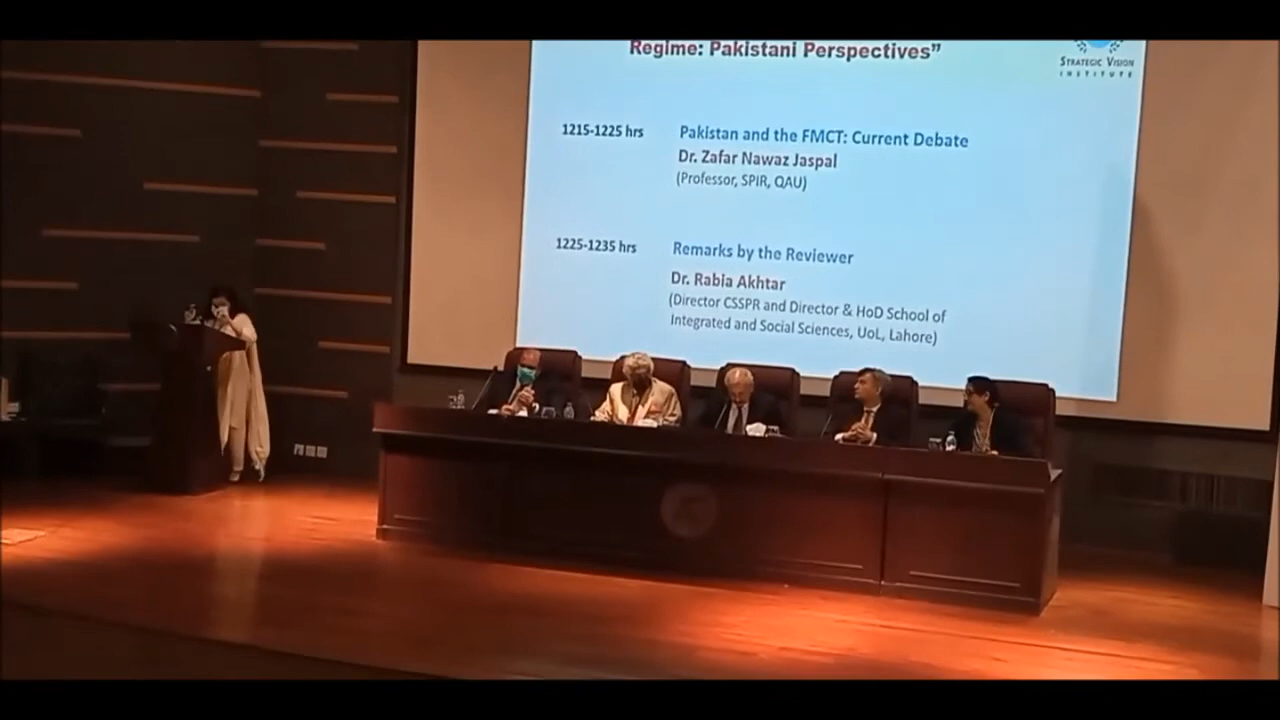 Regime: Pakistani Perspectives”
STRATEGIC VISION
INSTITUTE
1215-1225 hrs
Pakistan and the FMCT: Current Debate
Dr. Zafar Nawaz Jaspal
(Professor, SPIR, QAU)
1225-1235 hrs
Remarks by the Reviewer
Dr. Rabia Akhtar
(Director CSSPR and Director & HoD School of
Integrated and Social Sciences, UoL, Lahore)